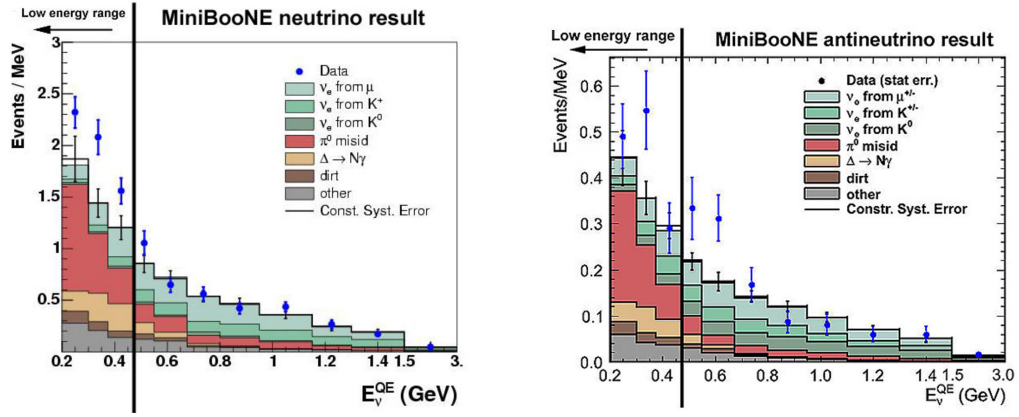 Low energy range
MiniBooNE neutrino result
Events / MeV
3
2.5
2
1.5
1
0.5
Data
νe from μ
νe from K+
νe from K0
π0 misid
Δ → Nγ
dirt
other
Const. Syst. Error
0.2 0.4 0.6 0.8 1.0 1.2 1.4 1.5 3.
EνQE (GeV)
Low energy range
MiniBooNE antineutrino result
Events/MeV
0.6
0.5
0.4
0.3
0.2
0.1
0.0
Data (stat err.)
νe from μ+/-
νe from K+/-
νe from K0
π0 misid
Δ → Nγ
dirt
other
Constr. Syst. Error
0.2 0.4 0.6 0.8 1.0 1.2 1.4 1.5 3.0
EνQE (GeV)